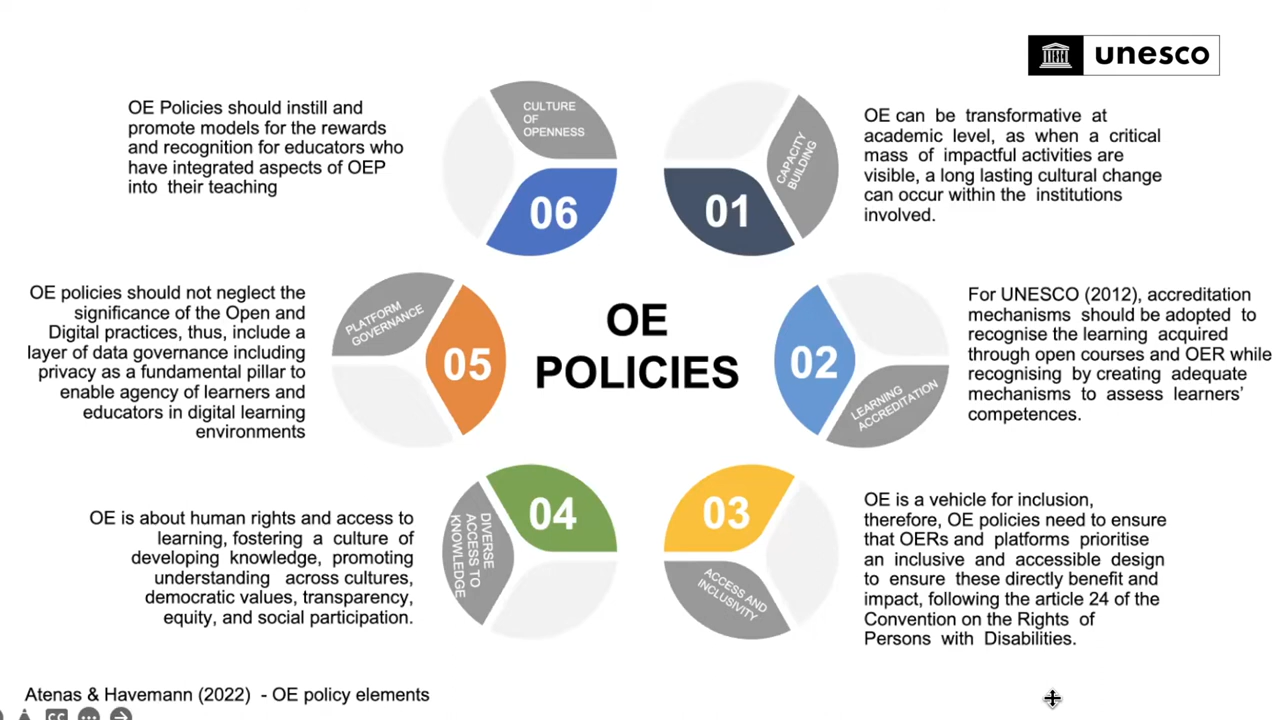 unesco
OE Policies should instill and
promote models for the rewards
and recognition for educators who
have integrated aspects of OEP
into their teaching
CULTURE
OF
OPENNESS
06
CAPACITY
BUILDING
01
OE can be transformative at
academic level, as when a critical
mass of impactful activities are
visible, a long lasting cultural change
can occur within the institutions
involved.
OE policies should not neglect the
significance of the Open and
Digital practices, thus, include a
layer of data governance including
privacy as a fundamental pillar to
enable agency of learners and
educators in digital learning
environments
PLATFORM
GOVERNANCE
05
OE
POLICIES
02
LEARNING
ACCREDITATION
For UNESCO (2012), accreditation
mechanisms should be adopted to
recognise the learning acquired
through open courses and OER while
recognising by creating adequate
mechanisms to assess learners’
competences.
OE is about human rights and access to
learning, fostering a culture of
developing knowledge, promoting
understanding across cultures,
democratic values, transparency,
equity, and social participation.
DIVERSE
ACCESS TO
KNOWLEDGE
04
03
ACCESS AND
INCLUSIVITY
OE is a vehicle for inclusion,
therefore, OE policies need to ensure
that OERs and platforms prioritise
an inclusive and accessible design
to ensure these directly benefit and
impact, following the article 24 of the
Convention on the Rights of
Persons with Disabilities.
Atenas & Havemann (2022) - OE policy elements
CC